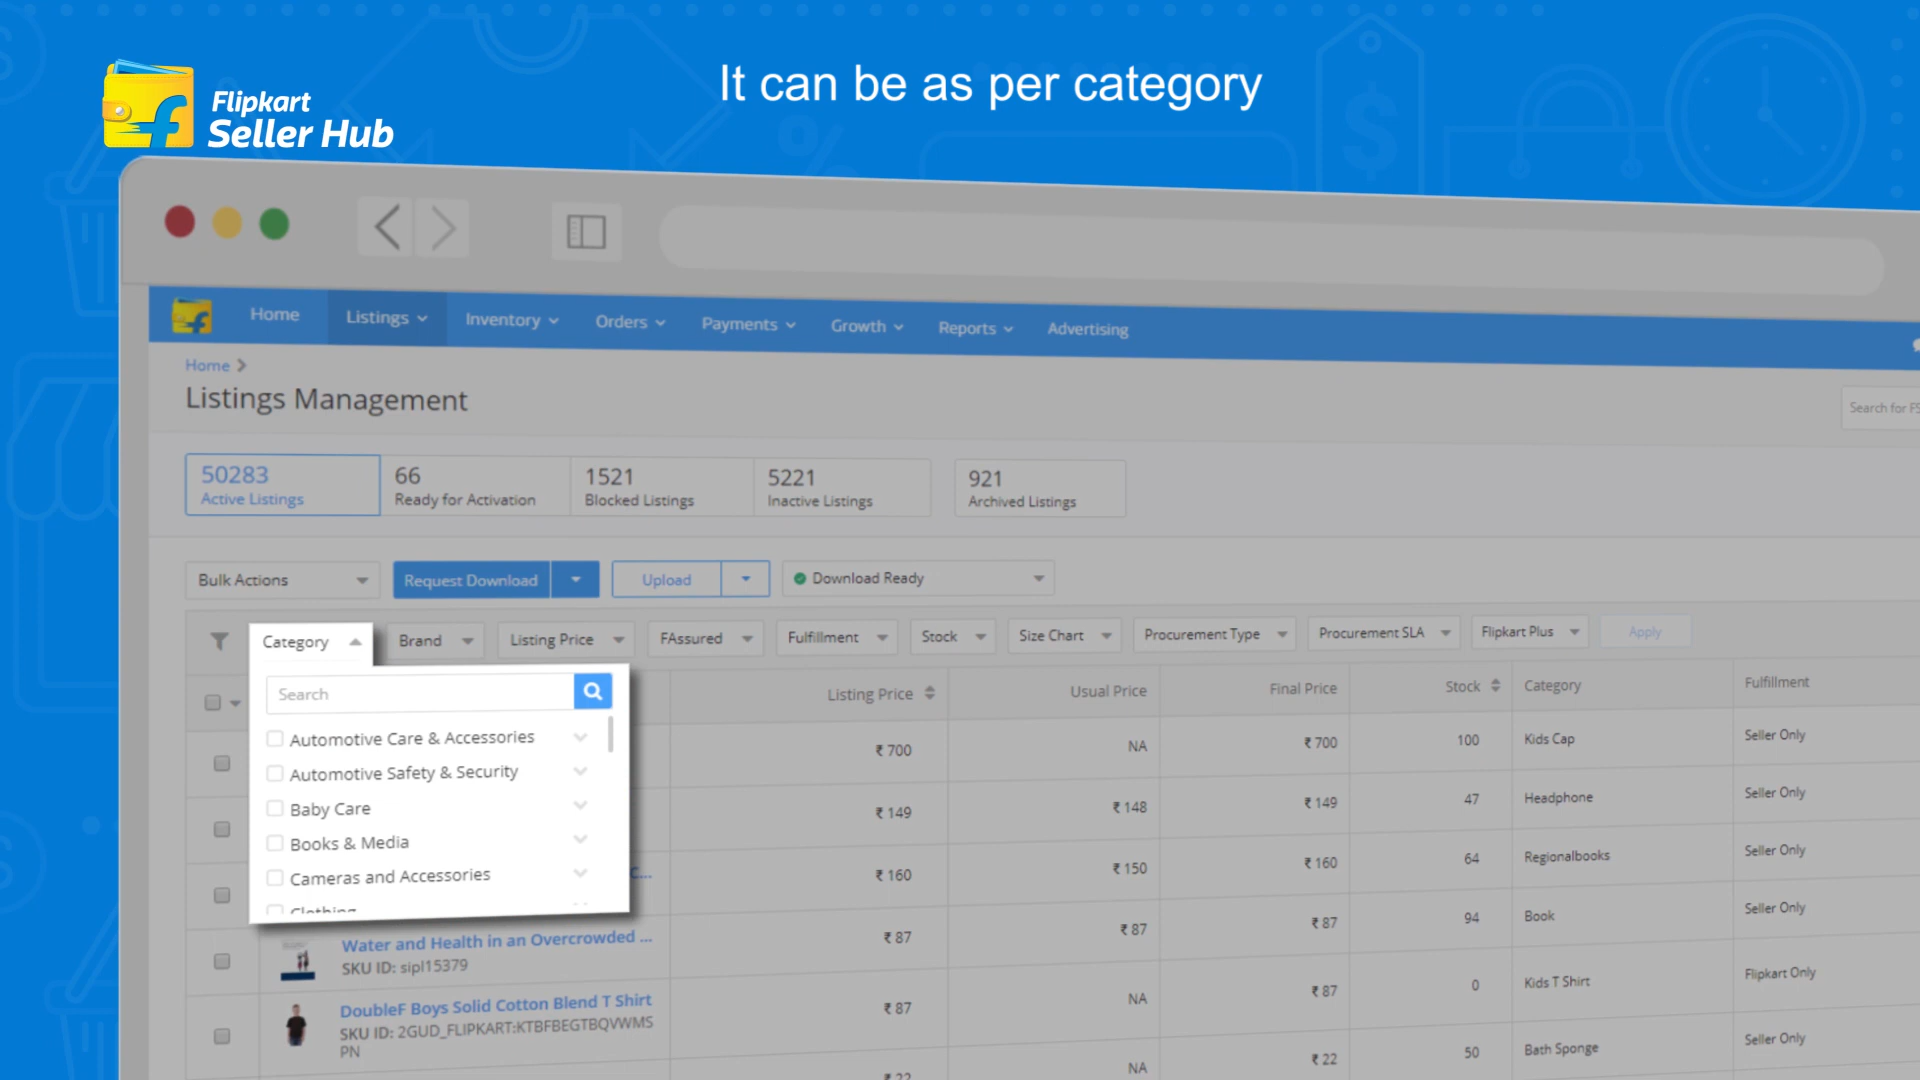 It can be as per category
Flipkart
Seller Hub
Home Listings Inventory Orders Payments Growth Reports Advertising
Home
Listings Management
Search for
50283 66 1521 5221 921
Active Listings Ready for Activation Blocked Listings Inactive Listings Archived Listings
Bulk Actions Request Download Upload Download Ready
Category Brand Listing Price FAssured Fulfillment Stock Size Chart Procurement Type Procurement SLA Flipkart Plus Apply
Search
Listing Price Usual Price Final Price Stock Category Fulfillment
Automotive Care & Accessories
₹ 700 NA ₹ 700 100 Kids Cap Seller Only
Automotive Safety & Security
Baby Care
₹ 149 ₹ 148 ₹ 149 47 Headphone Seller Only
Books & Media
Cameras and Accessories
C...
₹ 160 ₹ 150 ₹ 160 64 Regionalbooks Seller Only
Clothing
Water and Health in an Overcrowded ...
SKU ID: sipl15379
₹ 87 ₹ 87 ₹ 87 94 Book Seller Only
DoubleF Boys Solid Cotton Blend T Shirt
SKU ID: 2GUD_FLIPKART:KTBFBEGTBQVWMS
PN
₹ 87 NA ₹ 87 0 Kids T Shirt Flipkart Only
₹ 22 NA ₹ 22 50 Bath Sponge Seller Only